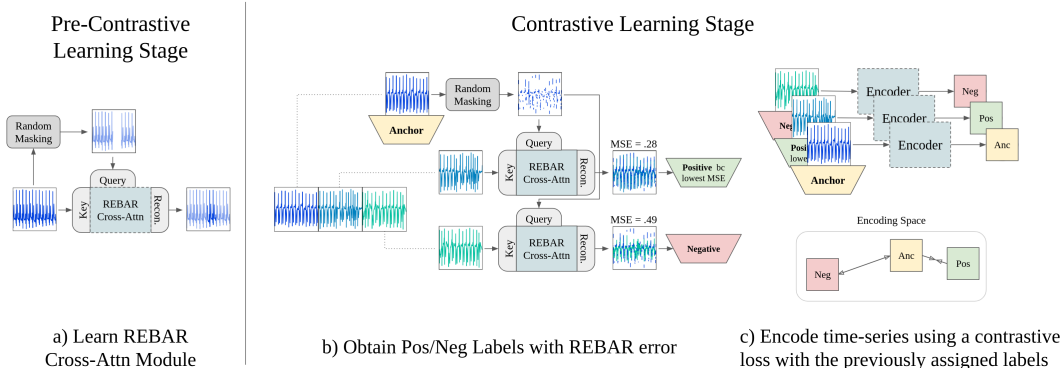 Pre-Contrastive
Learning Stage
Random
Masking
Query
Key
REBAR
Cross-Attn
Recon.
a) Learn REBAR
Cross-Attn Module
Contrastive Learning Stage
Random
Masking
Anchor
Query
Key
REBAR
Cross-Attn
Recon.
MSE = .28
Positive bc
lowest MSE
Query
Key
REBAR
Cross-Attn
Recon.
MSE = .49
Negative
b) Obtain Pos/Neg Labels with REBAR error
Encoder
Neg
Encoder
Pos
Encoder
Anc
Neg
Posi
lowe
Anchor
Encoding Space
Neg
Anc
Pos
c) Encode time-series using a contrastive
loss with the previously assigned labels